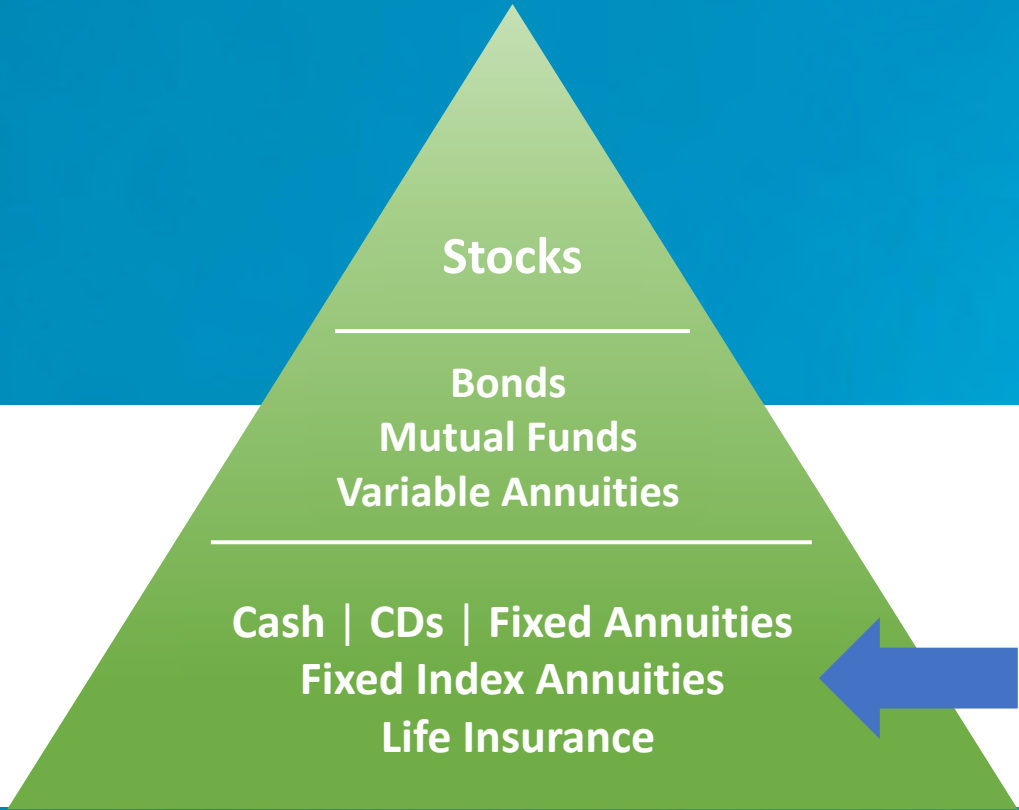 Stocks
Bonds
Mutual Funds
Variable Annuities
Cash | CDs | Fixed Annuities
Fixed Index Annuities
Life Insurance